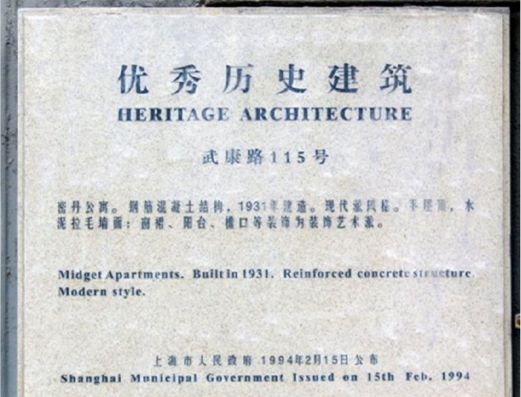 优秀历史建筑
HERITAGE ARCHITECTURE
武康路115号
密丹公寓。钢筋混凝土结构，1931年建造。现代派风格。平屋面，水
泥拉毛墙面；窗裙、阳台、檐口等装饰为装饰艺术派。
Midget Apartments. Built in 1931. Reinforced concrete structure
Modern style.
上海市人民政府 1994年2月15日公布
Shanghai Municipal Government Issued on 15th Feb. 1994